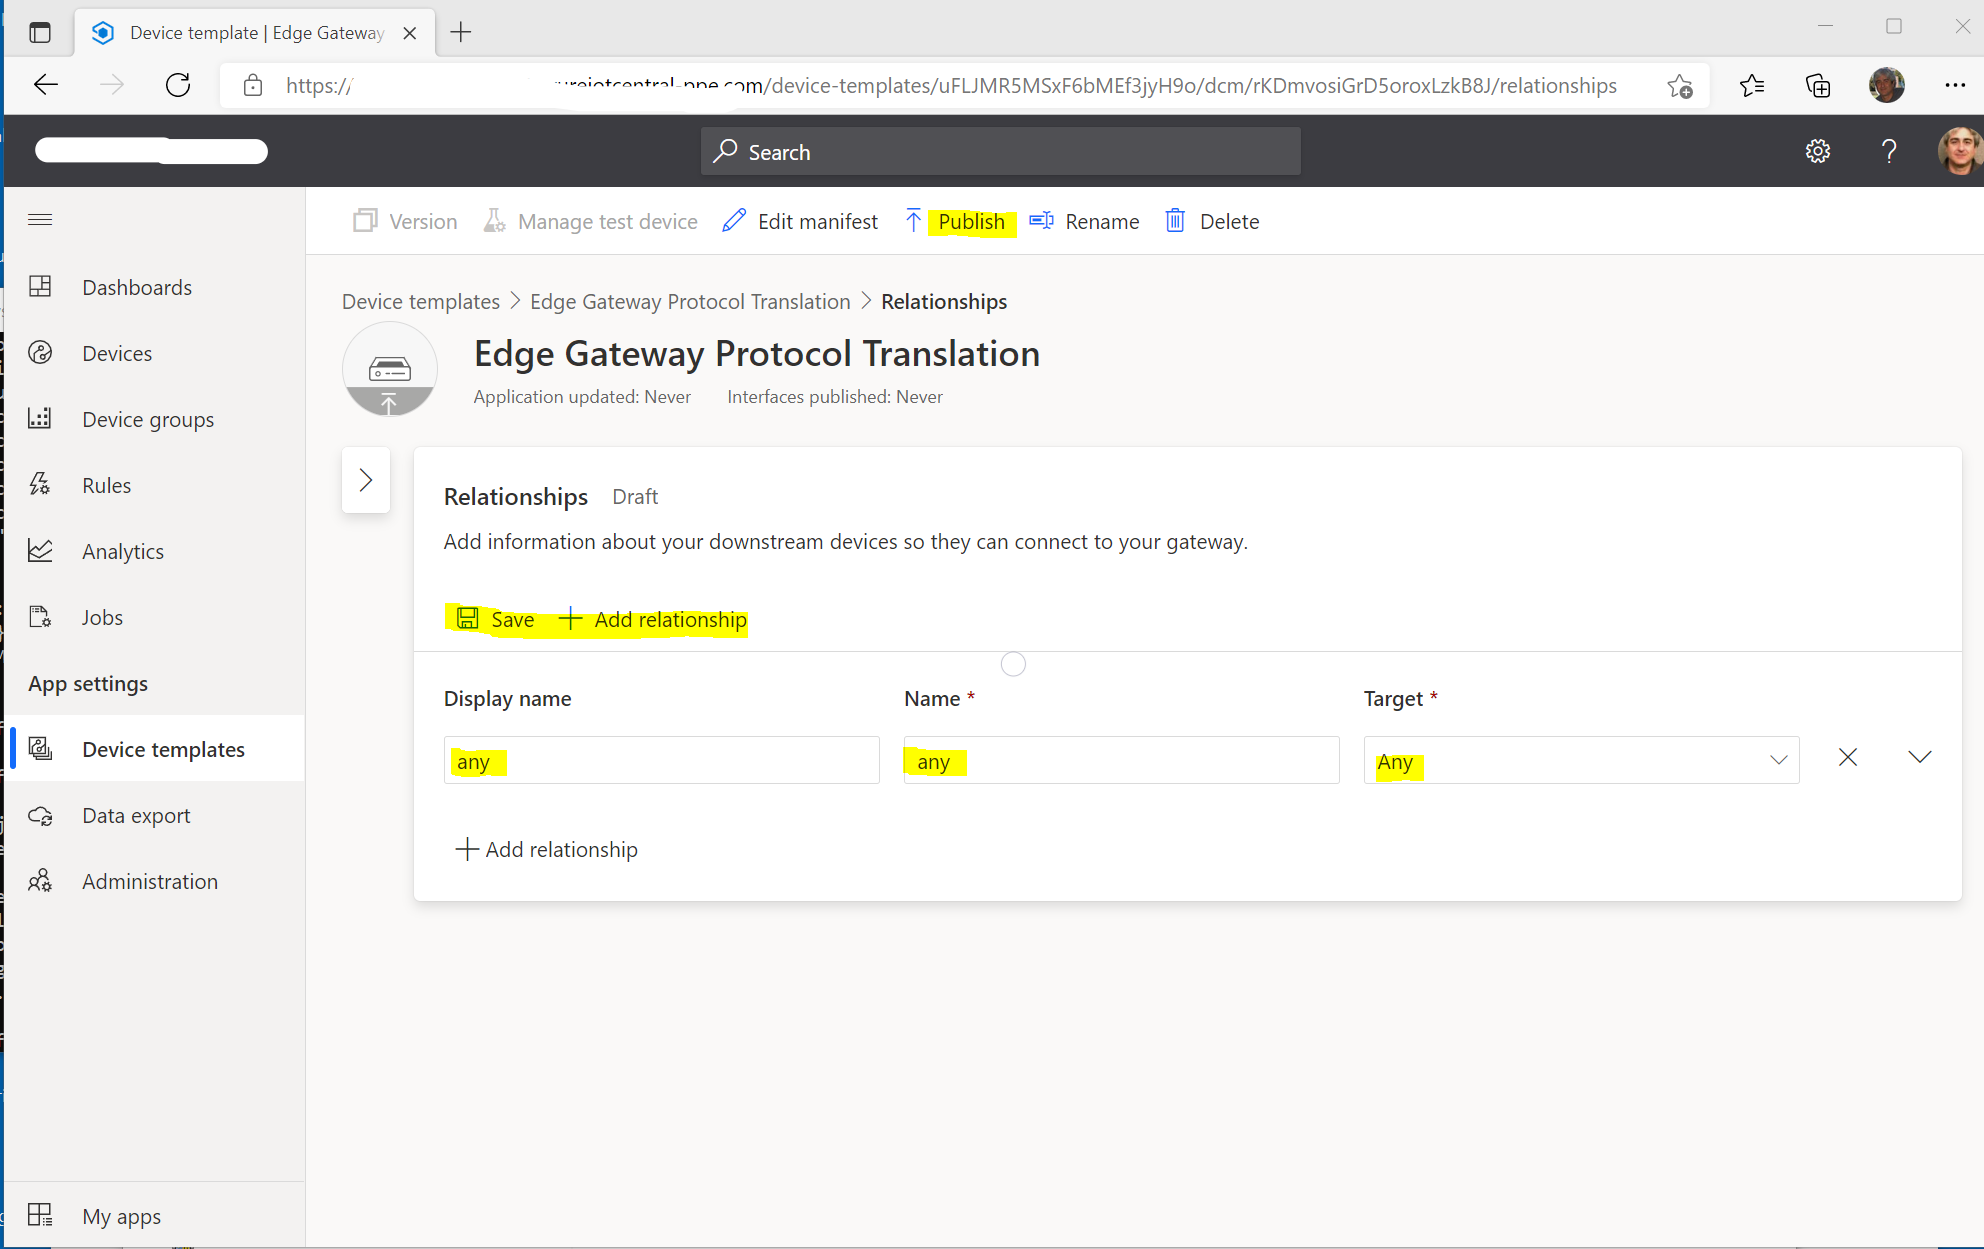 Device template | Edge Gateway
https://
/device-templates/uFLJMR5MSxF6bMEf3jyH9o/dcm/rKDmvosiGrD5oroxLzkB8J/relationships
Search
Version
Manage test device
Edit manifest
Publish
Rename
Delete
Dashboards
Devices
Device groups
Rules
Analytics
Jobs
App settings
Device templates
Data export
Administration
My apps
Device templates > Edge Gateway Protocol Translation > Relationships
Edge Gateway Protocol Translation
Application updated: Never Interfaces published: Never
Relationships Draft
Add information about your downstream devices so they can connect to your gateway.
Save + Add relationship
Display name Name * Target *
any any Any
+ Add relationship